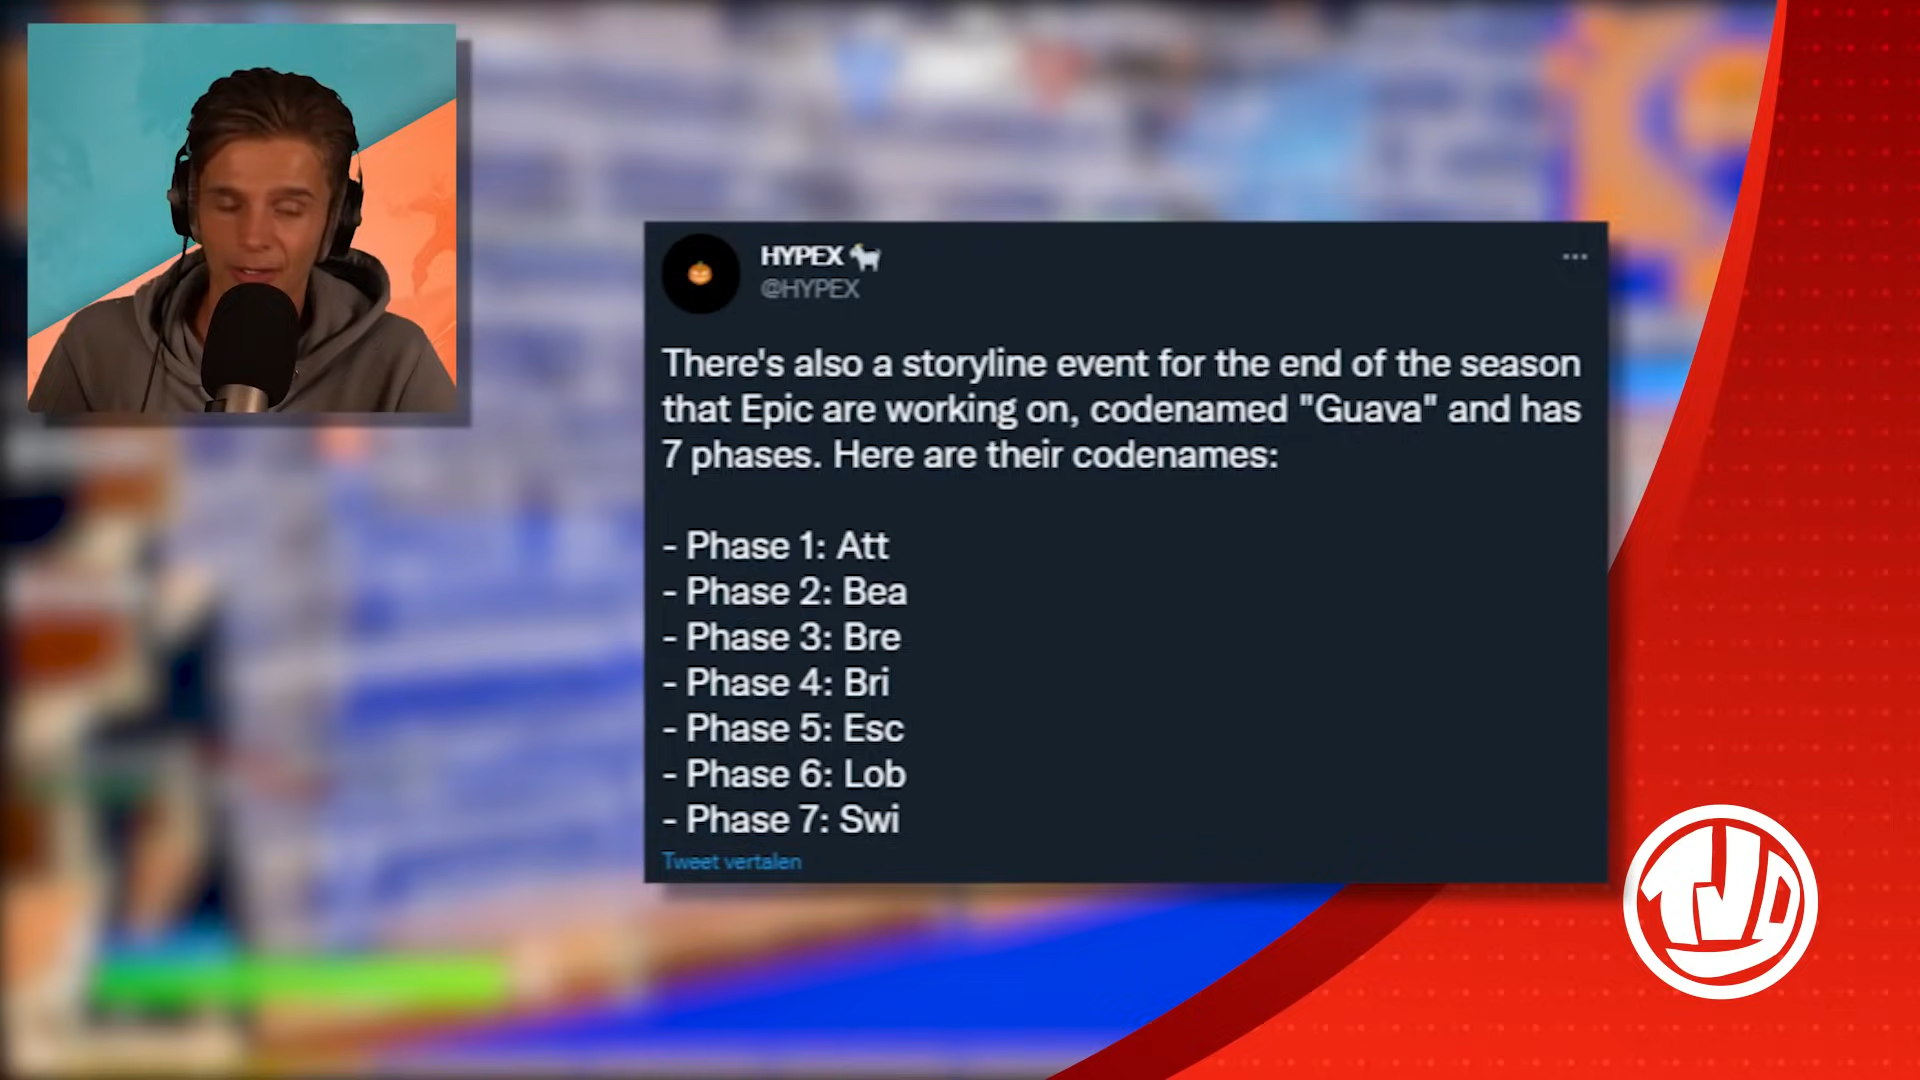 HYPEX
@HYPEX
There's also a storyline event for the end of the season
that Epic are working on, codenamed "Guava" and has
7 phases. Here are their codenames:
- Phase 1: Att
- Phase 2: Bea
- Phase 3: Bre
- Phase 4: Bri
- Phase 5: Esc
- Phase 6: Lob
- Phase 7: Swi
Tweet vertalen
TVD